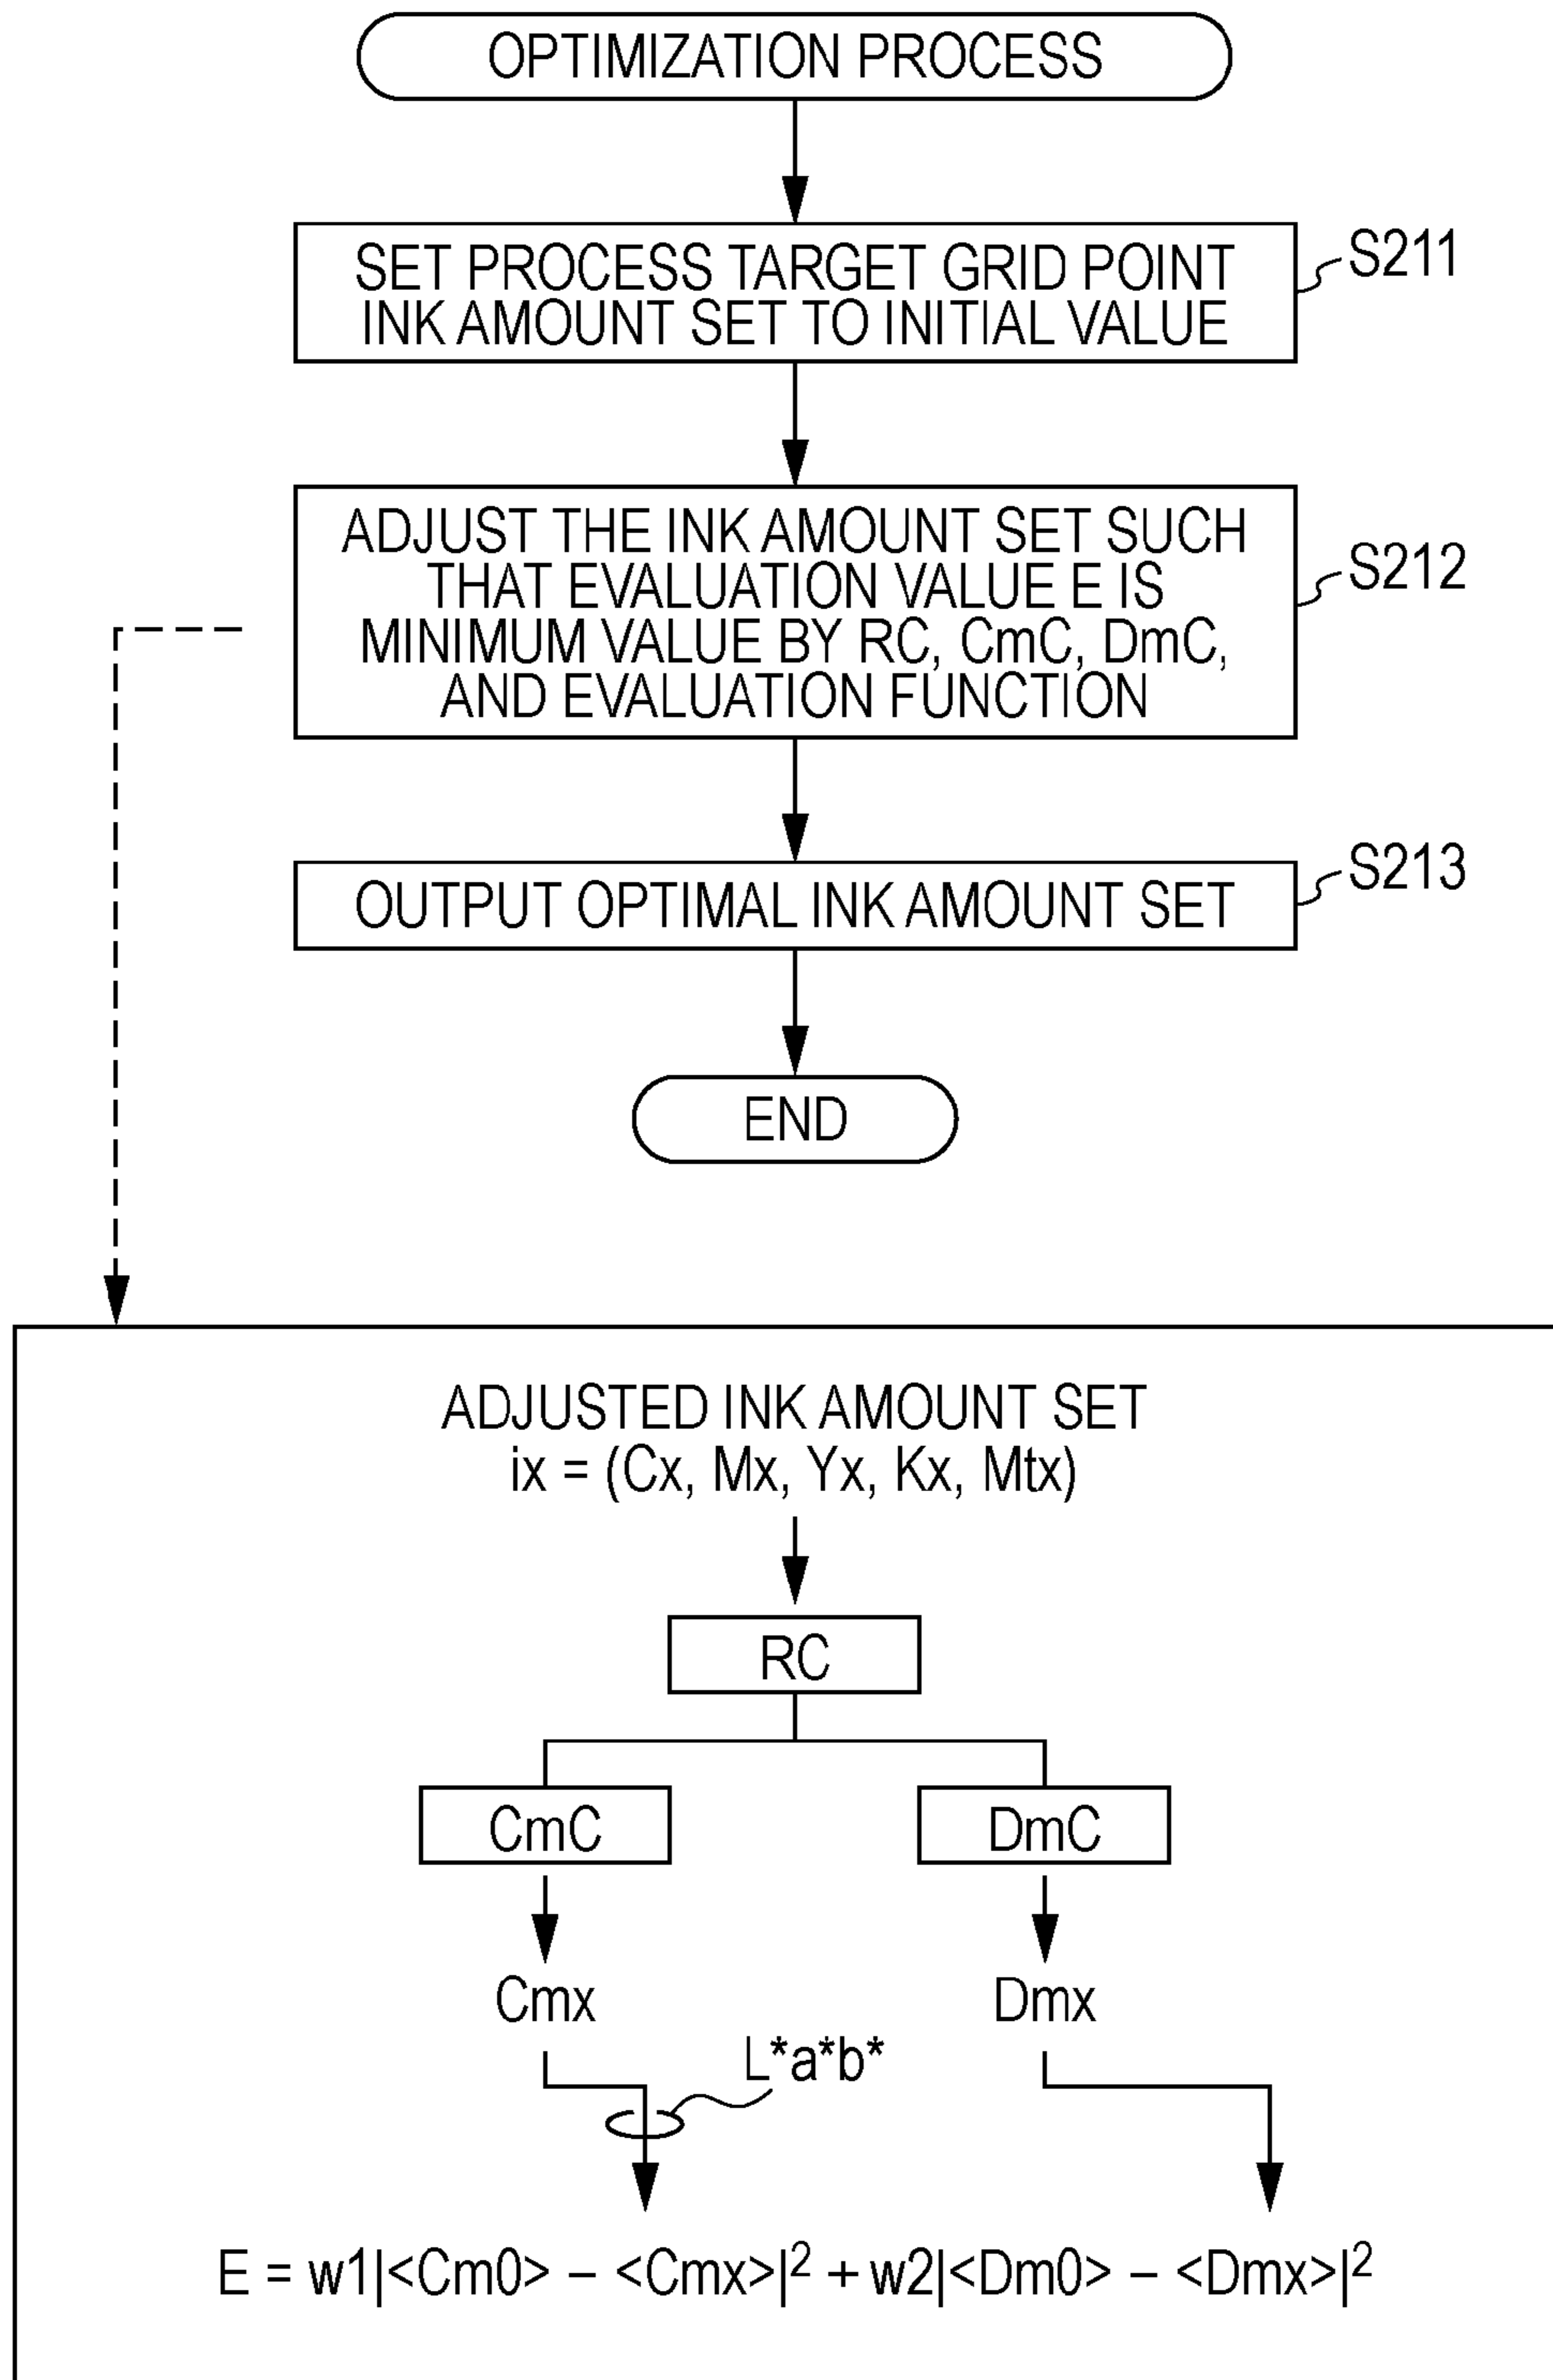 OPTIMIZATION PROCESS
SET PROCESS TARGET GRID POINT
INK AMOUNT SET TO INITIAL VALUE
S211
ADJUST THE INK AMOUNT SET SUCH
THAT EVALUATION VALUE E IS
MINIMUM VALUE BY RC, CmC, DmC,
AND EVALUATION FUNCTION
S212
OUTPUT OPTIMAL INK AMOUNT SET
S213
END
ADJUSTED INK AMOUNT SET
ix = (Cx, Mx, Yx, Kx, Mtx)
RC
CmC
DmC
Cmx
Dmx
L*a*b*
E = w1|<Cm0> – <Cmx>|² + w2|<Dm0> – <Dmx>|²